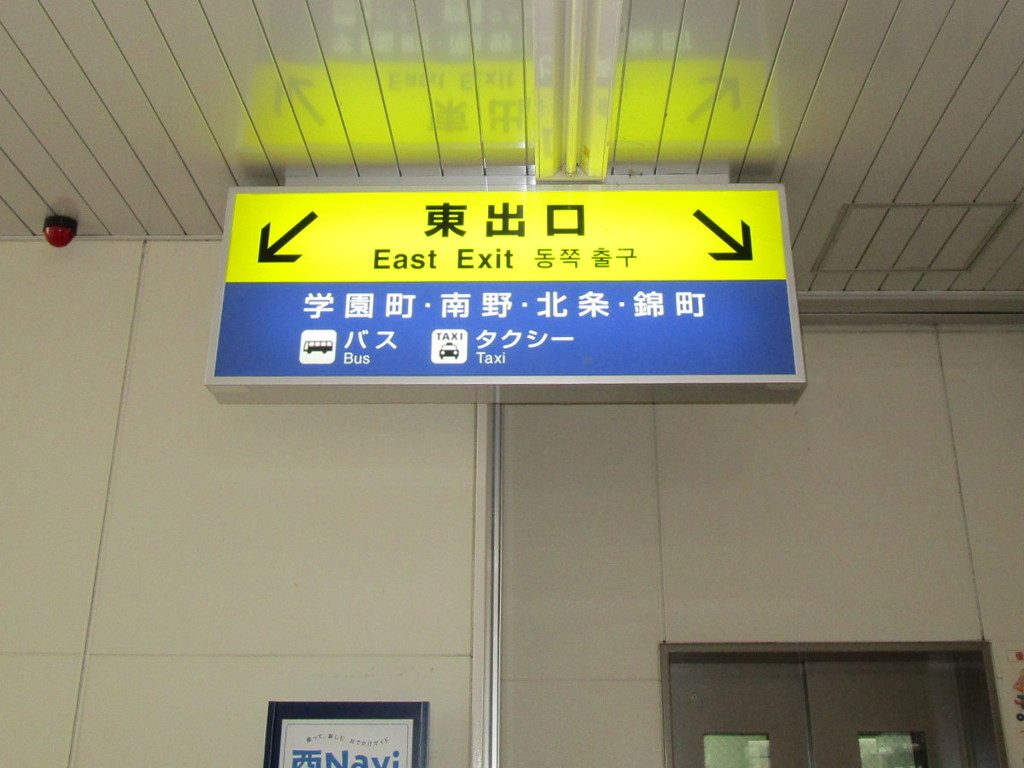 東出口
East Exit 동쪽 출구
学園町・南野・北条・錦町
バス
Bus
TAXI
タクシー
Taxi
西Navi